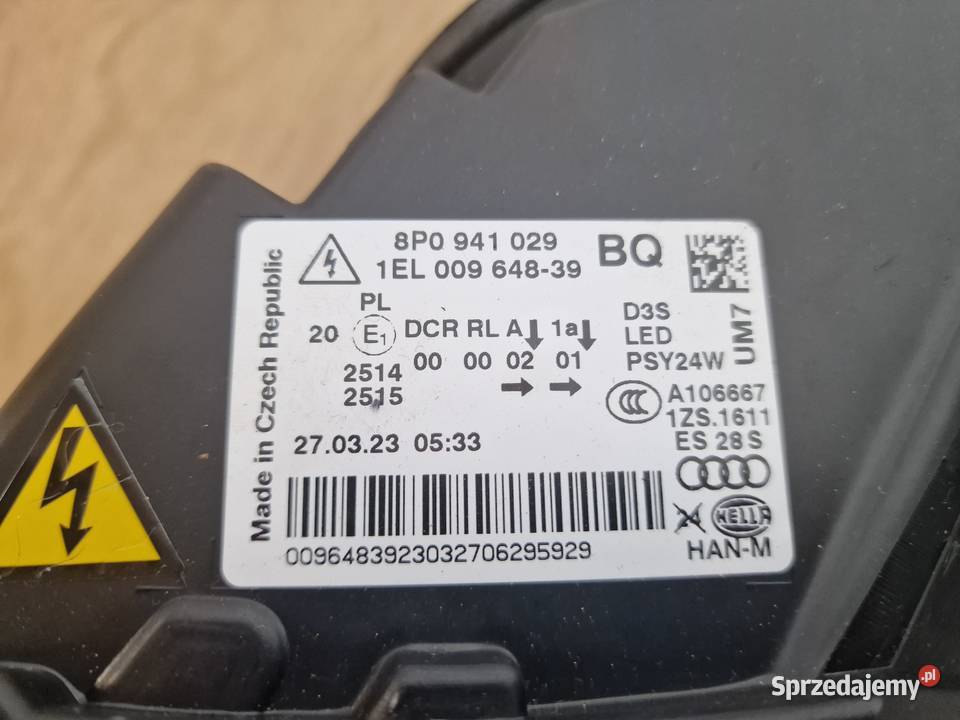 8P0 941 029 BQ
1EL 009 648-39
PL
20 E1 DCR RL A 1a
00 00 02 01
2514
2515
D3S
LED
PSY24W
UM7
CCC A106667
1ZS.1611
ES 28 S
27.03.23 05:33
HELLA
HAN-M
0096483923032706295929
Made in Czech Republic
Sprzedajemy.pl